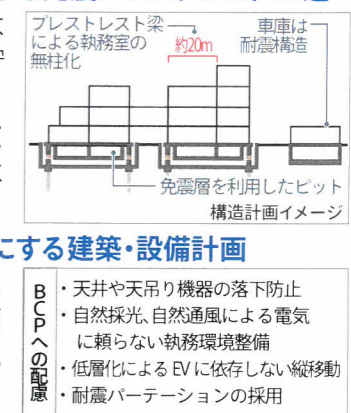 プレストレスト梁
による執務室の
無柱化
約20m
車庫は
耐震構造
免震層を利用したピット
構造計画イメージ
にする建築・設備計画
BCPへの配慮
・天井や天吊り機器の落下防止
・自然採光、自然通風による電気
に頼らない執務環境整備
・低層化によるEVに依存しない縦移動
・耐震パーテーションの採用